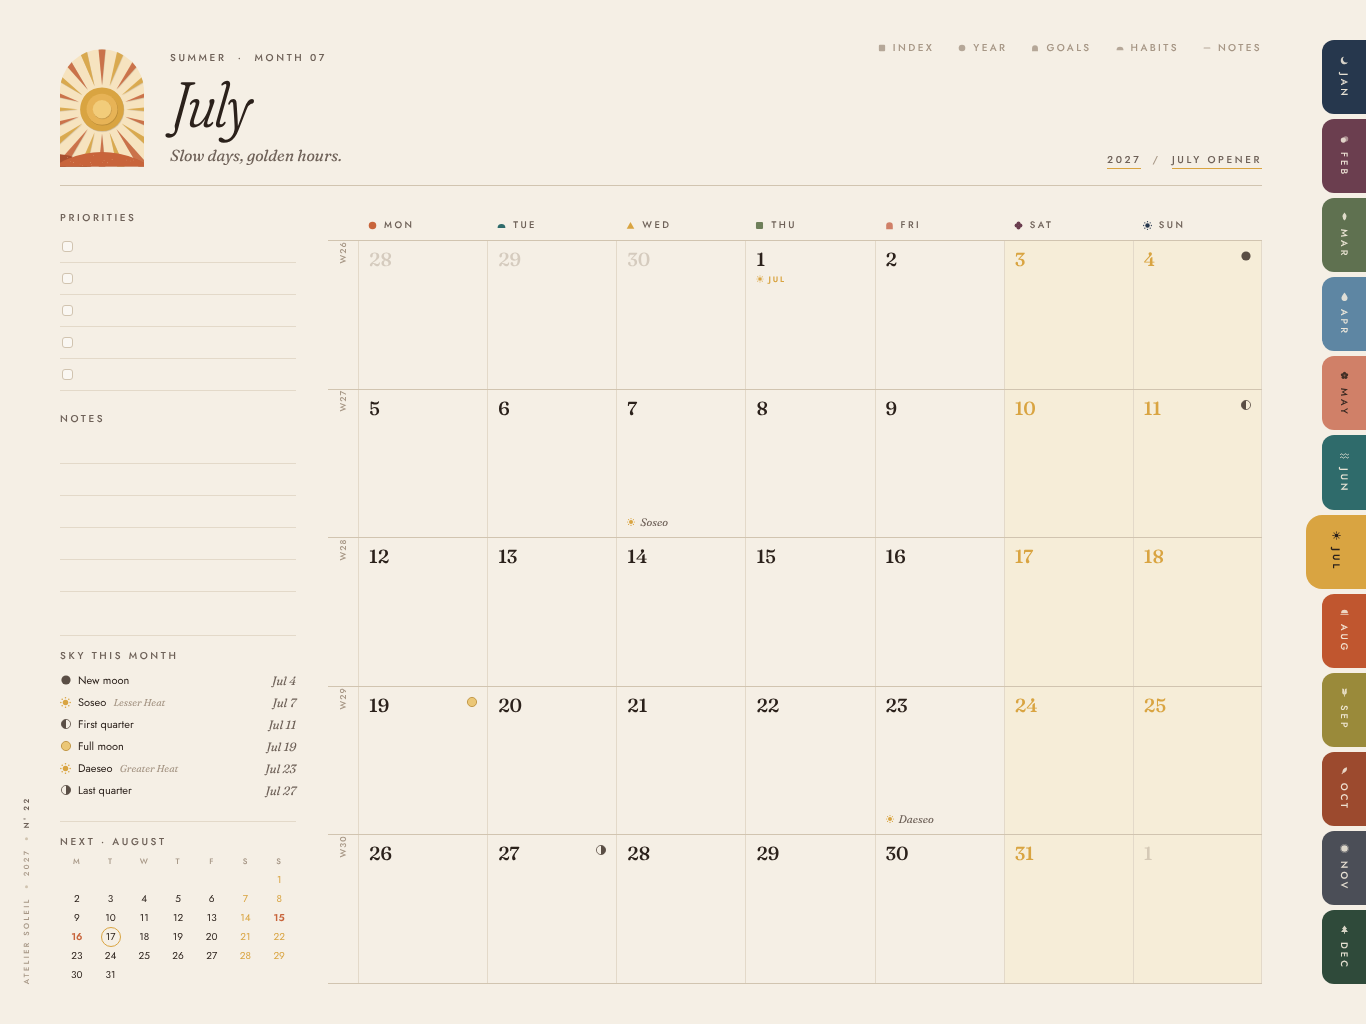 SUMMER · MONTH 07
July
Slow days, golden hours.
INDEX YEAR GOALS HABITS NOTES
2027 / JULY OPENER
PRIORITIES
NOTES
SKY THIS MONTH
New moon Jul 4
Soseo Lesser Heat Jul 7
First quarter Jul 11
Full moon Jul 19
Daeseo Greater Heat Jul 23
Last quarter Jul 27
NEXT · AUGUST
M T W T F S S
1
2 3 4 5 6 7 8
9 10 11 12 13 14 15
16 17 18 19 20 21 22
23 24 25 26 27 28 29
30 31
ATELIER SOLEIL • 2027 • N° 22
MON TUE WED THU FRI SAT SUN
W26 28 29 30 1 2 3 4
JUL
W27 5 6 7 8 9 10 11
Soseo
W28 12 13 14 15 16 17 18
W29 19 20 21 22 23 24 25
Daeseo
W30 26 27 28 29 30 31 1
JAN
FEB
MAR
APR
MAY
JUN
JUL
AUG
SEP
OCT
NOV
DEC